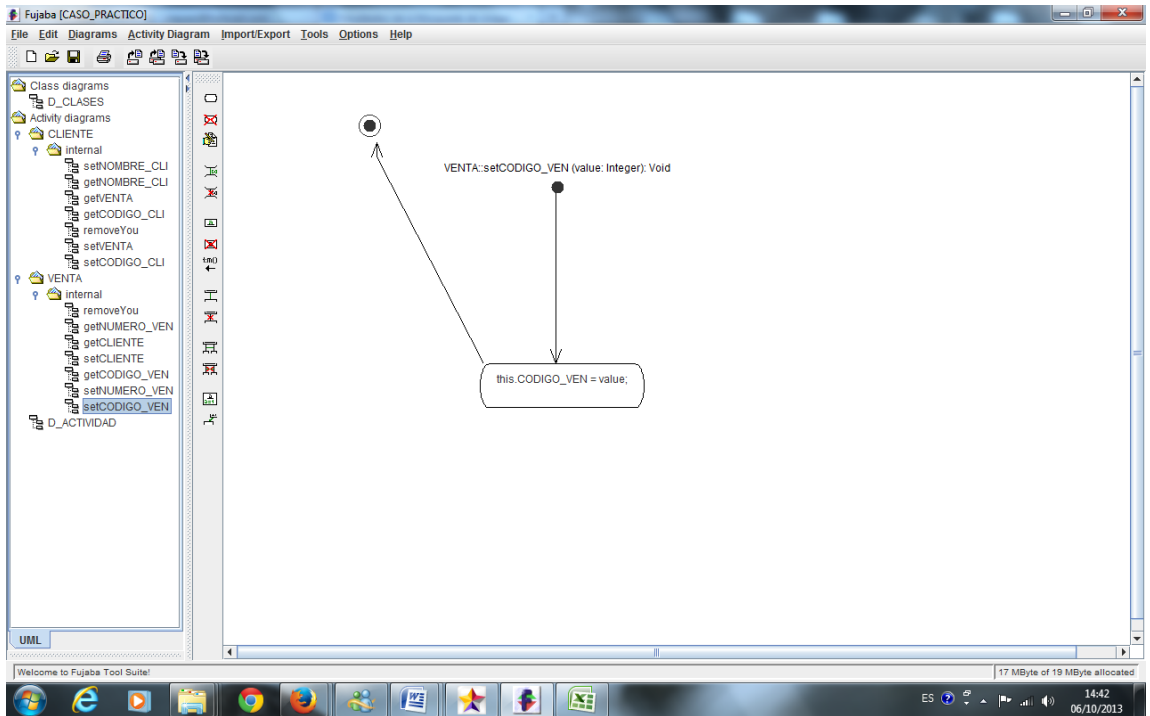 Fujaba [CASO_PRACTICO]
File Edit Diagrams Activity Diagram Import/Export Tools Options Help
Class diagrams
D_CLASES
Activity diagrams
CLIENTE
internal
setNOMBRE_CLI
getNOMBRE_CLI
getVENTA
getCODIGO_CLI
removeYou
setVENTA
setCODIGO_CLI
VENTA
internal
removeYou
getNUMERO_VEN
getCLIENTE
setCLIENTE
getCODIGO_VEN
setNUMERO_VEN
setCODIGO_VEN
D_ACTIVIDAD
VENTA::setCODIGO_VEN (value: Integer): Void
this.CODIGO_VEN = value;
UML
Welcome to Fujaba Tool Suite!
17 MByte of 19 MByte allocated
ES
14:42
06/10/2013